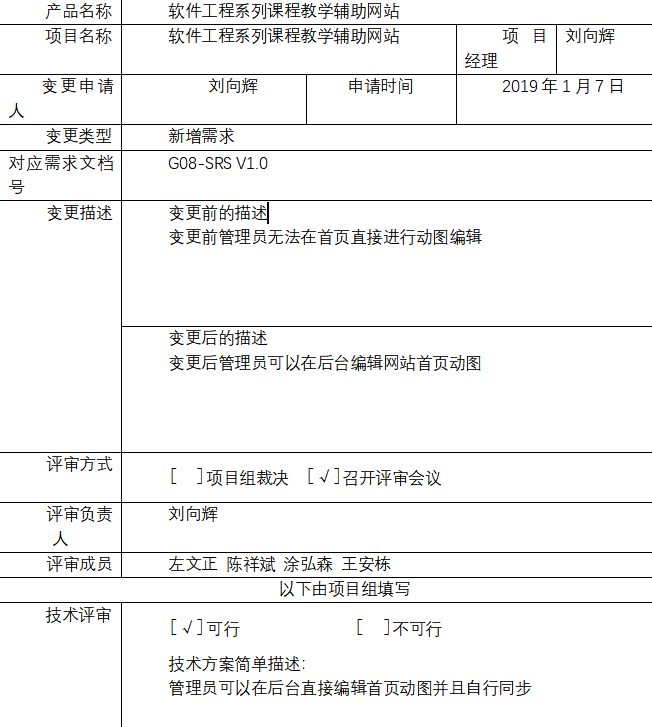 产品名称 软件工程系列课程教学辅助网站
项目名称 软件工程系列课程教学辅助网站 项目 刘向辉
经理
变更申请 刘向辉 申请时间 2019年1月7日
人
变更类型 新增需求
对应需求文档 G08-SRS V1.0
号
变更描述 变更前的描述
变更前管理员无法在首页直接进行动图编辑
变更后的描述
变更后管理员可以在后台编辑网站首页动图
评审方式
[ ]项目组裁决 [√]召开评审会议
评审负责 刘向辉
人
评审成员 左文正 陈祥斌 涂弘森 王安栋
以下由项目组填写
技术评审
[√]可行 [ ]不可行
技术方案简单描述:
管理员可以在后台直接编辑首页动图并且自行同步